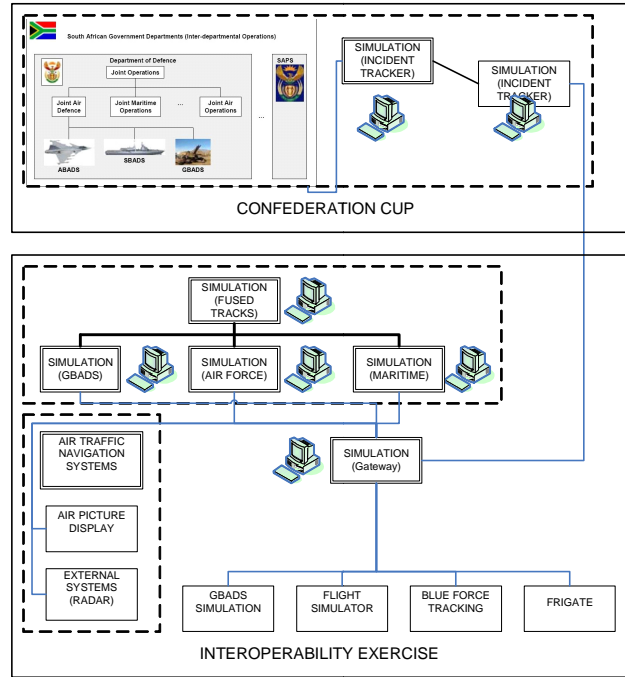 South African Government Departments (Inter-departmental Operations)
Department of Defence
Joint Operations
Joint Air
Defence
Joint Maritime
Operations
...
Joint Air
Operations
ABADS
SBADS
GBADS
SAPS
...
SIMULATION
(INCIDENT
TRACKER)
SIMULATION
(INCIDENT
TRACKER)
CONFEDERATION CUP
SIMULATION
(FUSED
TRACKS)
SIMULATION
(GBADS)
SIMULATION
(AIR FORCE)
SIMULATION
(MARITIME)
AIR TRAFFIC
NAVIGATION
SYSTEMS
AIR PICTURE
DISPLAY
EXTERNAL
SYSTEMS
(RADAR)
SIMULATION
(Gateway)
GBADS
SIMULATION
FLIGHT
SIMULATOR
BLUE FORCE
TRACKING
FRIGATE
INTEROPERABILITY EXERCISE